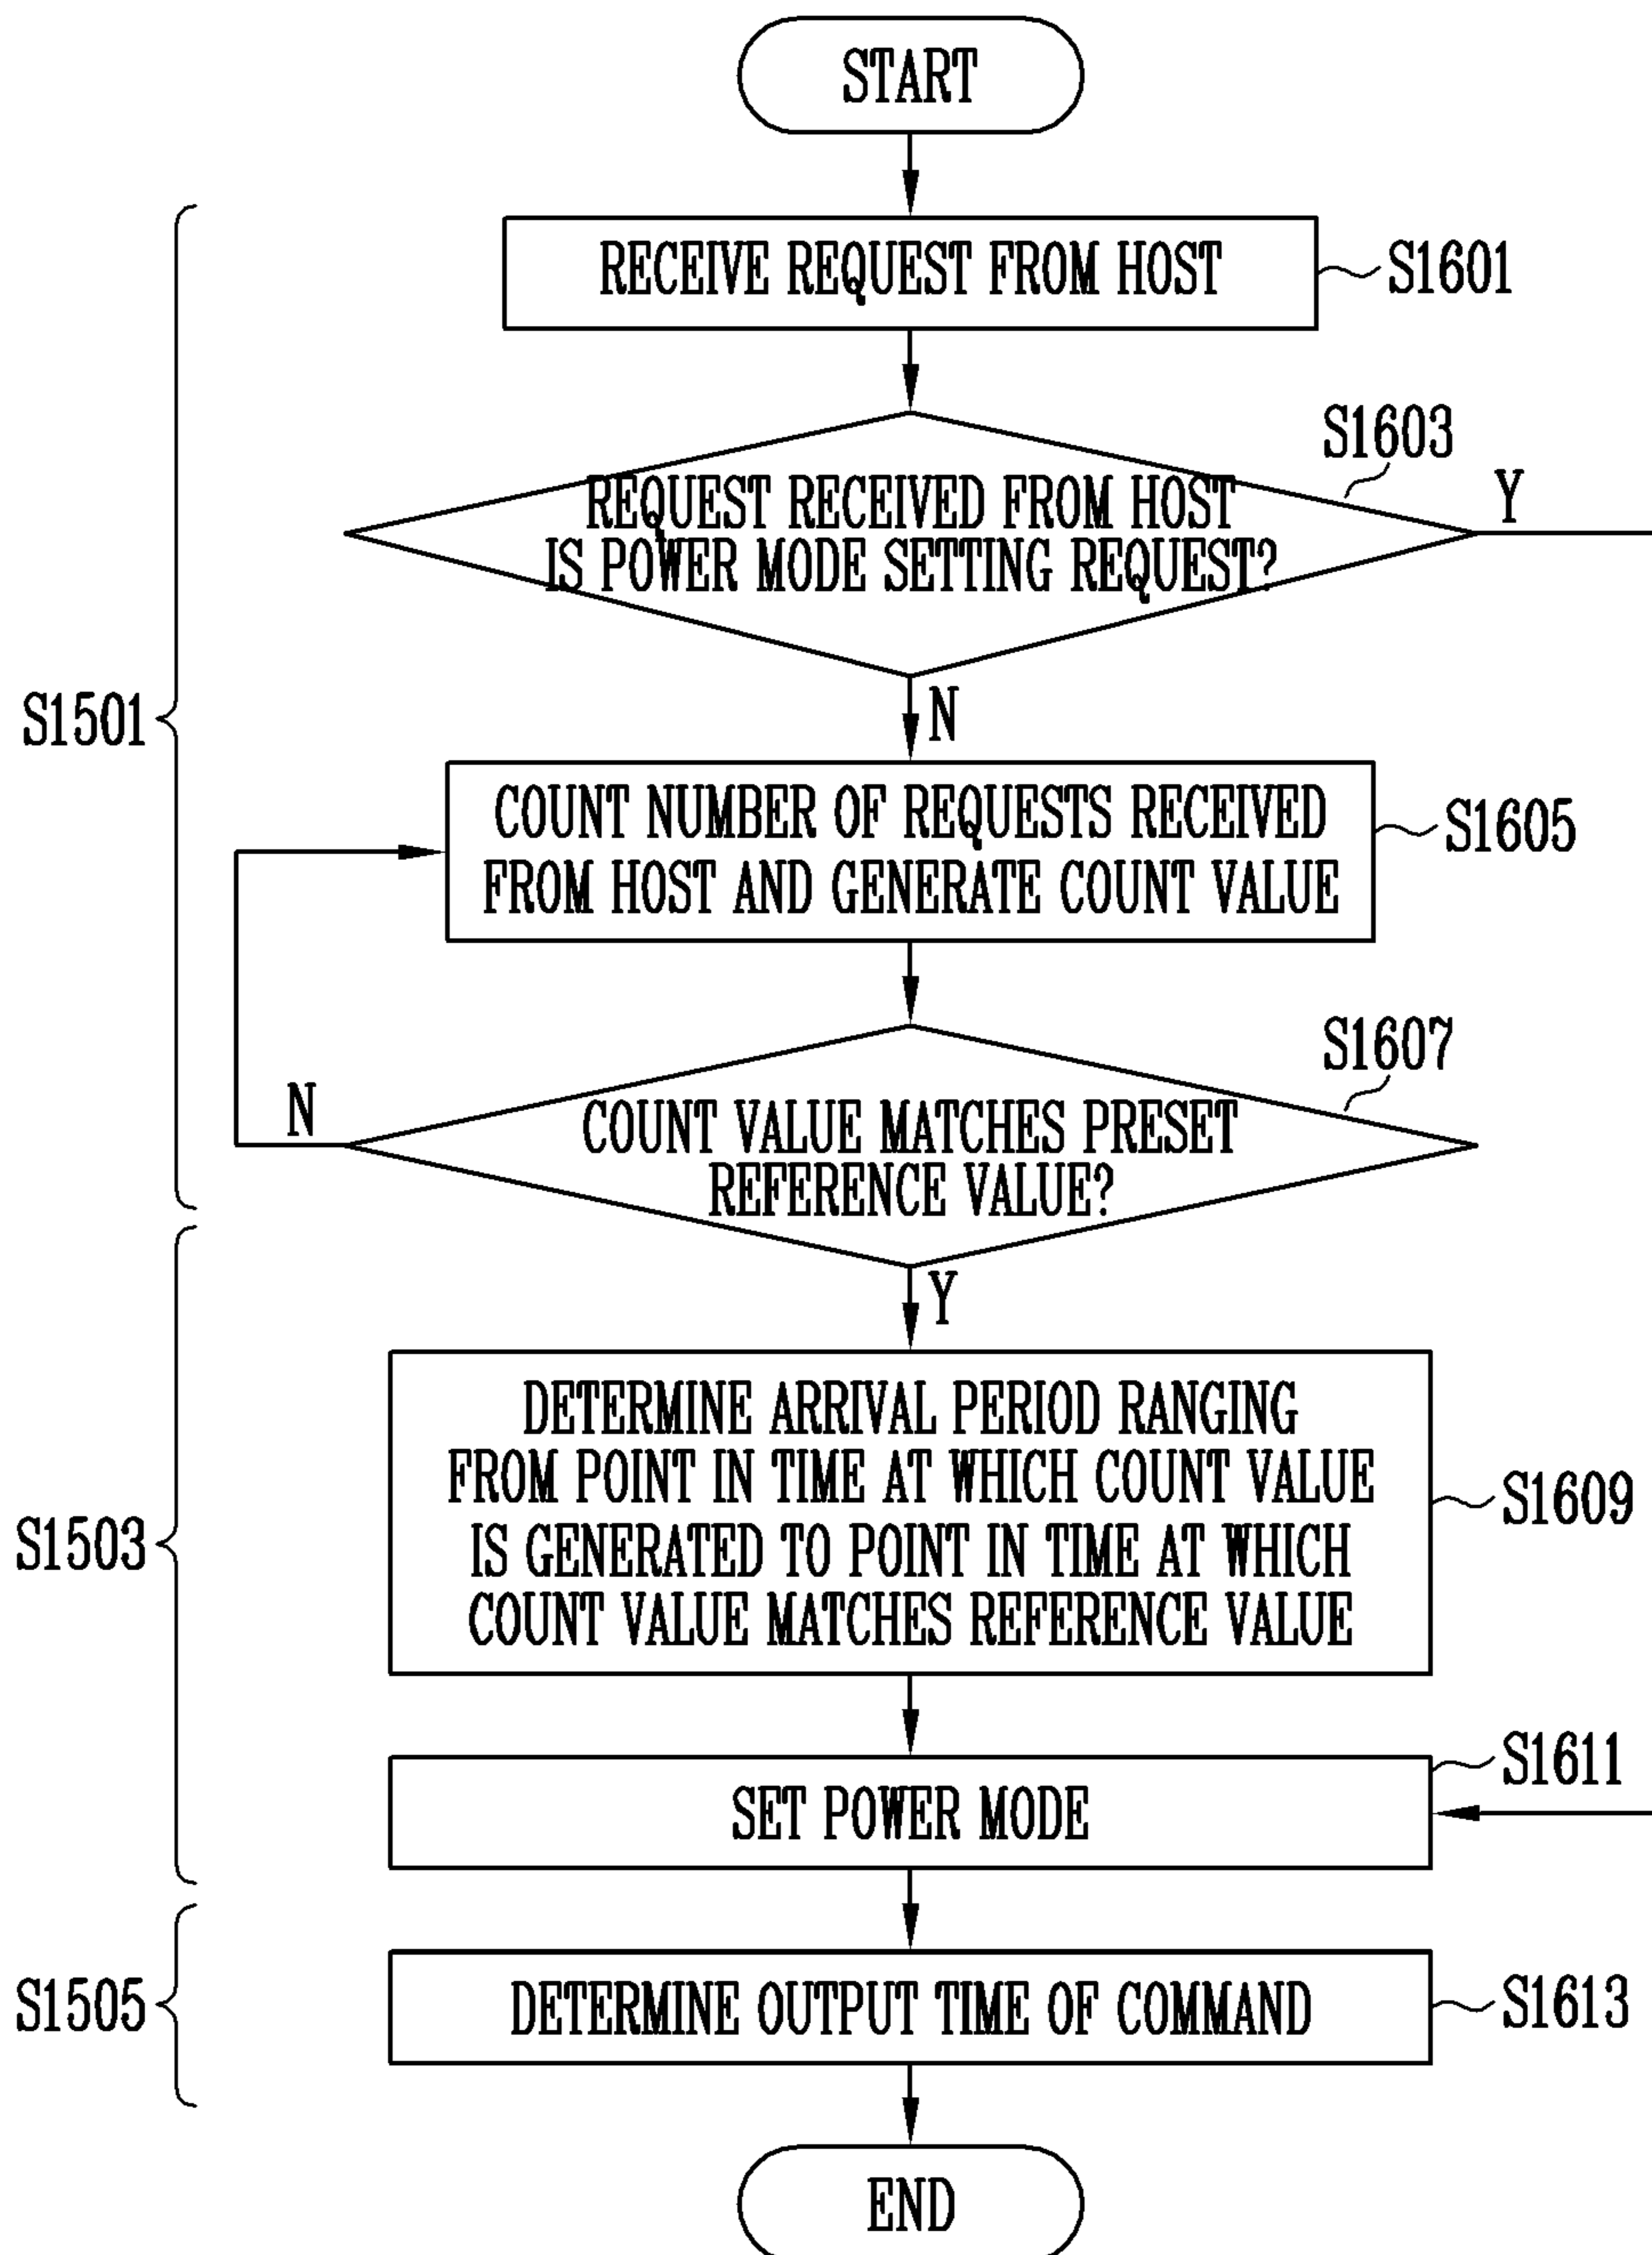 START
RECEIVE REQUEST FROM HOST
S1601
S1603
REQUEST RECEIVED FROM HOST
IS POWER MODE SETTING REQUEST?
Y
N
S1501
COUNT NUMBER OF REQUESTS RECEIVED
FROM HOST AND GENERATE COUNT VALUE
S1605
S1607
COUNT VALUE MATCHES PRESET
REFERENCE VALUE?
N
Y
DETERMINE ARRIVAL PERIOD RANGING
FROM POINT IN TIME AT WHICH COUNT VALUE
IS GENERATED TO POINT IN TIME AT WHICH
COUNT VALUE MATCHES REFERENCE VALUE
S1609
S1503
SET POWER MODE
S1611
S1505
DETERMINE OUTPUT TIME OF COMMAND
S1613
END